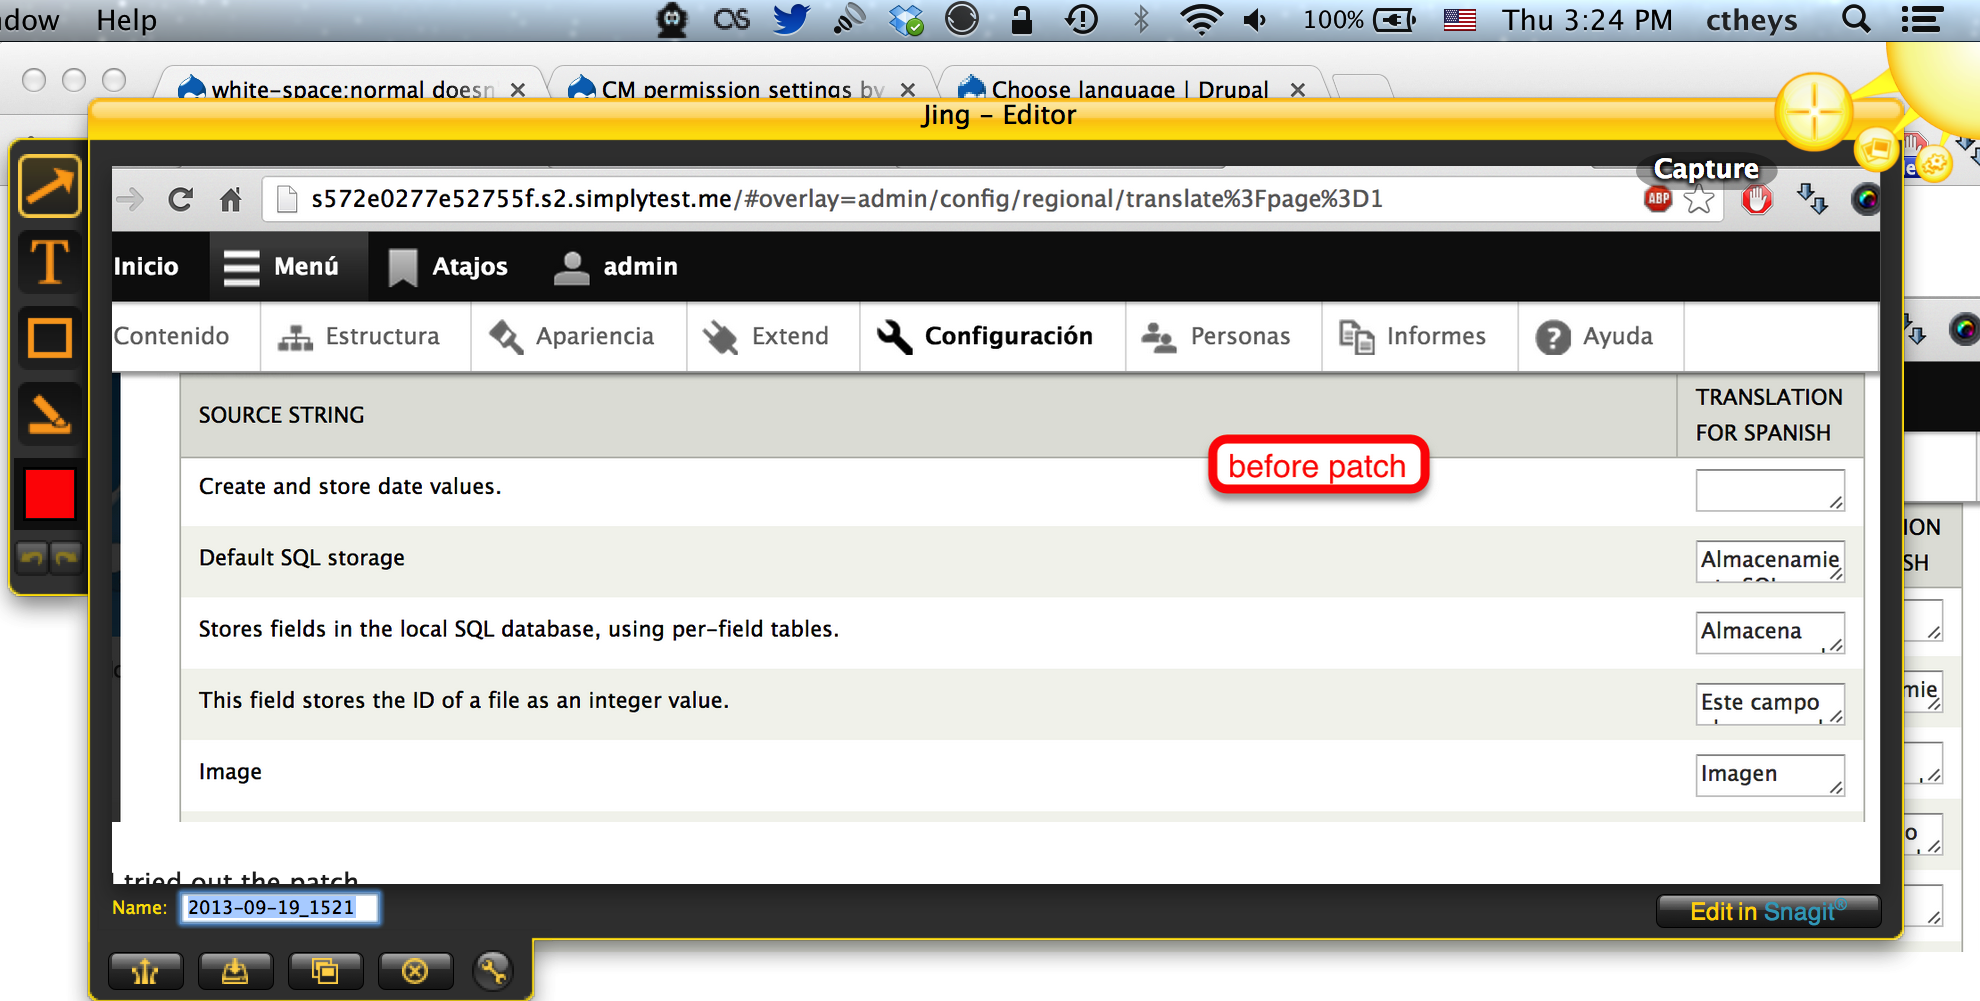 dow Help 100% Thu 3:24 PM ctheys
white-space:normal doesn
CM permission settings by
Choose language | Drupal
Jing - Editor
Capture
s572e0277e52755f.s2.simplytest.me/#overlay=admin/config/regional/translate%3Fpage%3D1
ABP
Inicio Menú Atajos admin
Contenido Estructura Apariencia Extend Configuración Personas Informes Ayuda
SOURCE STRING
TRANSLATION
FOR SPANISH
before patch
Create and store date values.
Default SQL storage
Almacenamie
Stores fields in the local SQL database, using per-field tables.
Almacena
This field stores the ID of a file as an integer value.
Este campo
Image
Imagen
ION
SH
mie
o
I tried out the patch
Name: 2013-09-19_1521
Edit in Snagit®